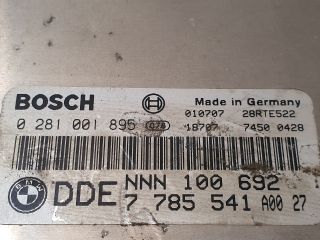 BOSCH Made in Germany
010707 28RTE522
0 281 001 895 18707 7450 0428
BMW DDE NNN 100 692
7 785 541 A00 27